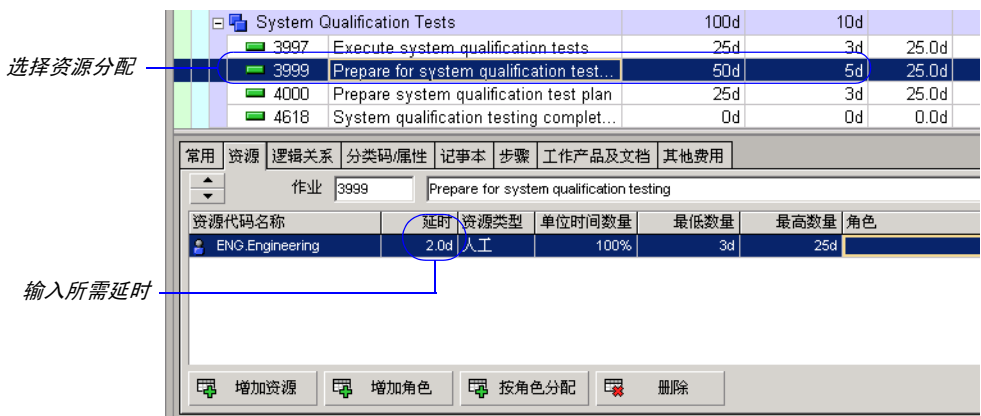 System Qualification Tests 100d 10d
3997 Execute system qualification tests 25d 3d 25.0d
选择资源分配
3999 Prepare for system qualification test... 50d 5d 25.0d
4000 Prepare system qualification test plan 25d 3d 25.0d
4618 System qualification testing complet... 0d 0d 0.0d
常用 资源 逻辑关系 分类码/属性 记事本 步骤 工作产品及文档 其他费用
作业 3999 Prepare for system qualification testing
资源代码名称 延时 资源类型 单位时间数量 最低数量 最高数量 角色
ENG.Engineering 2.0d 人工 100% 3d 25d
输入所需延时
增加资源 增加角色 按角色分配 删除